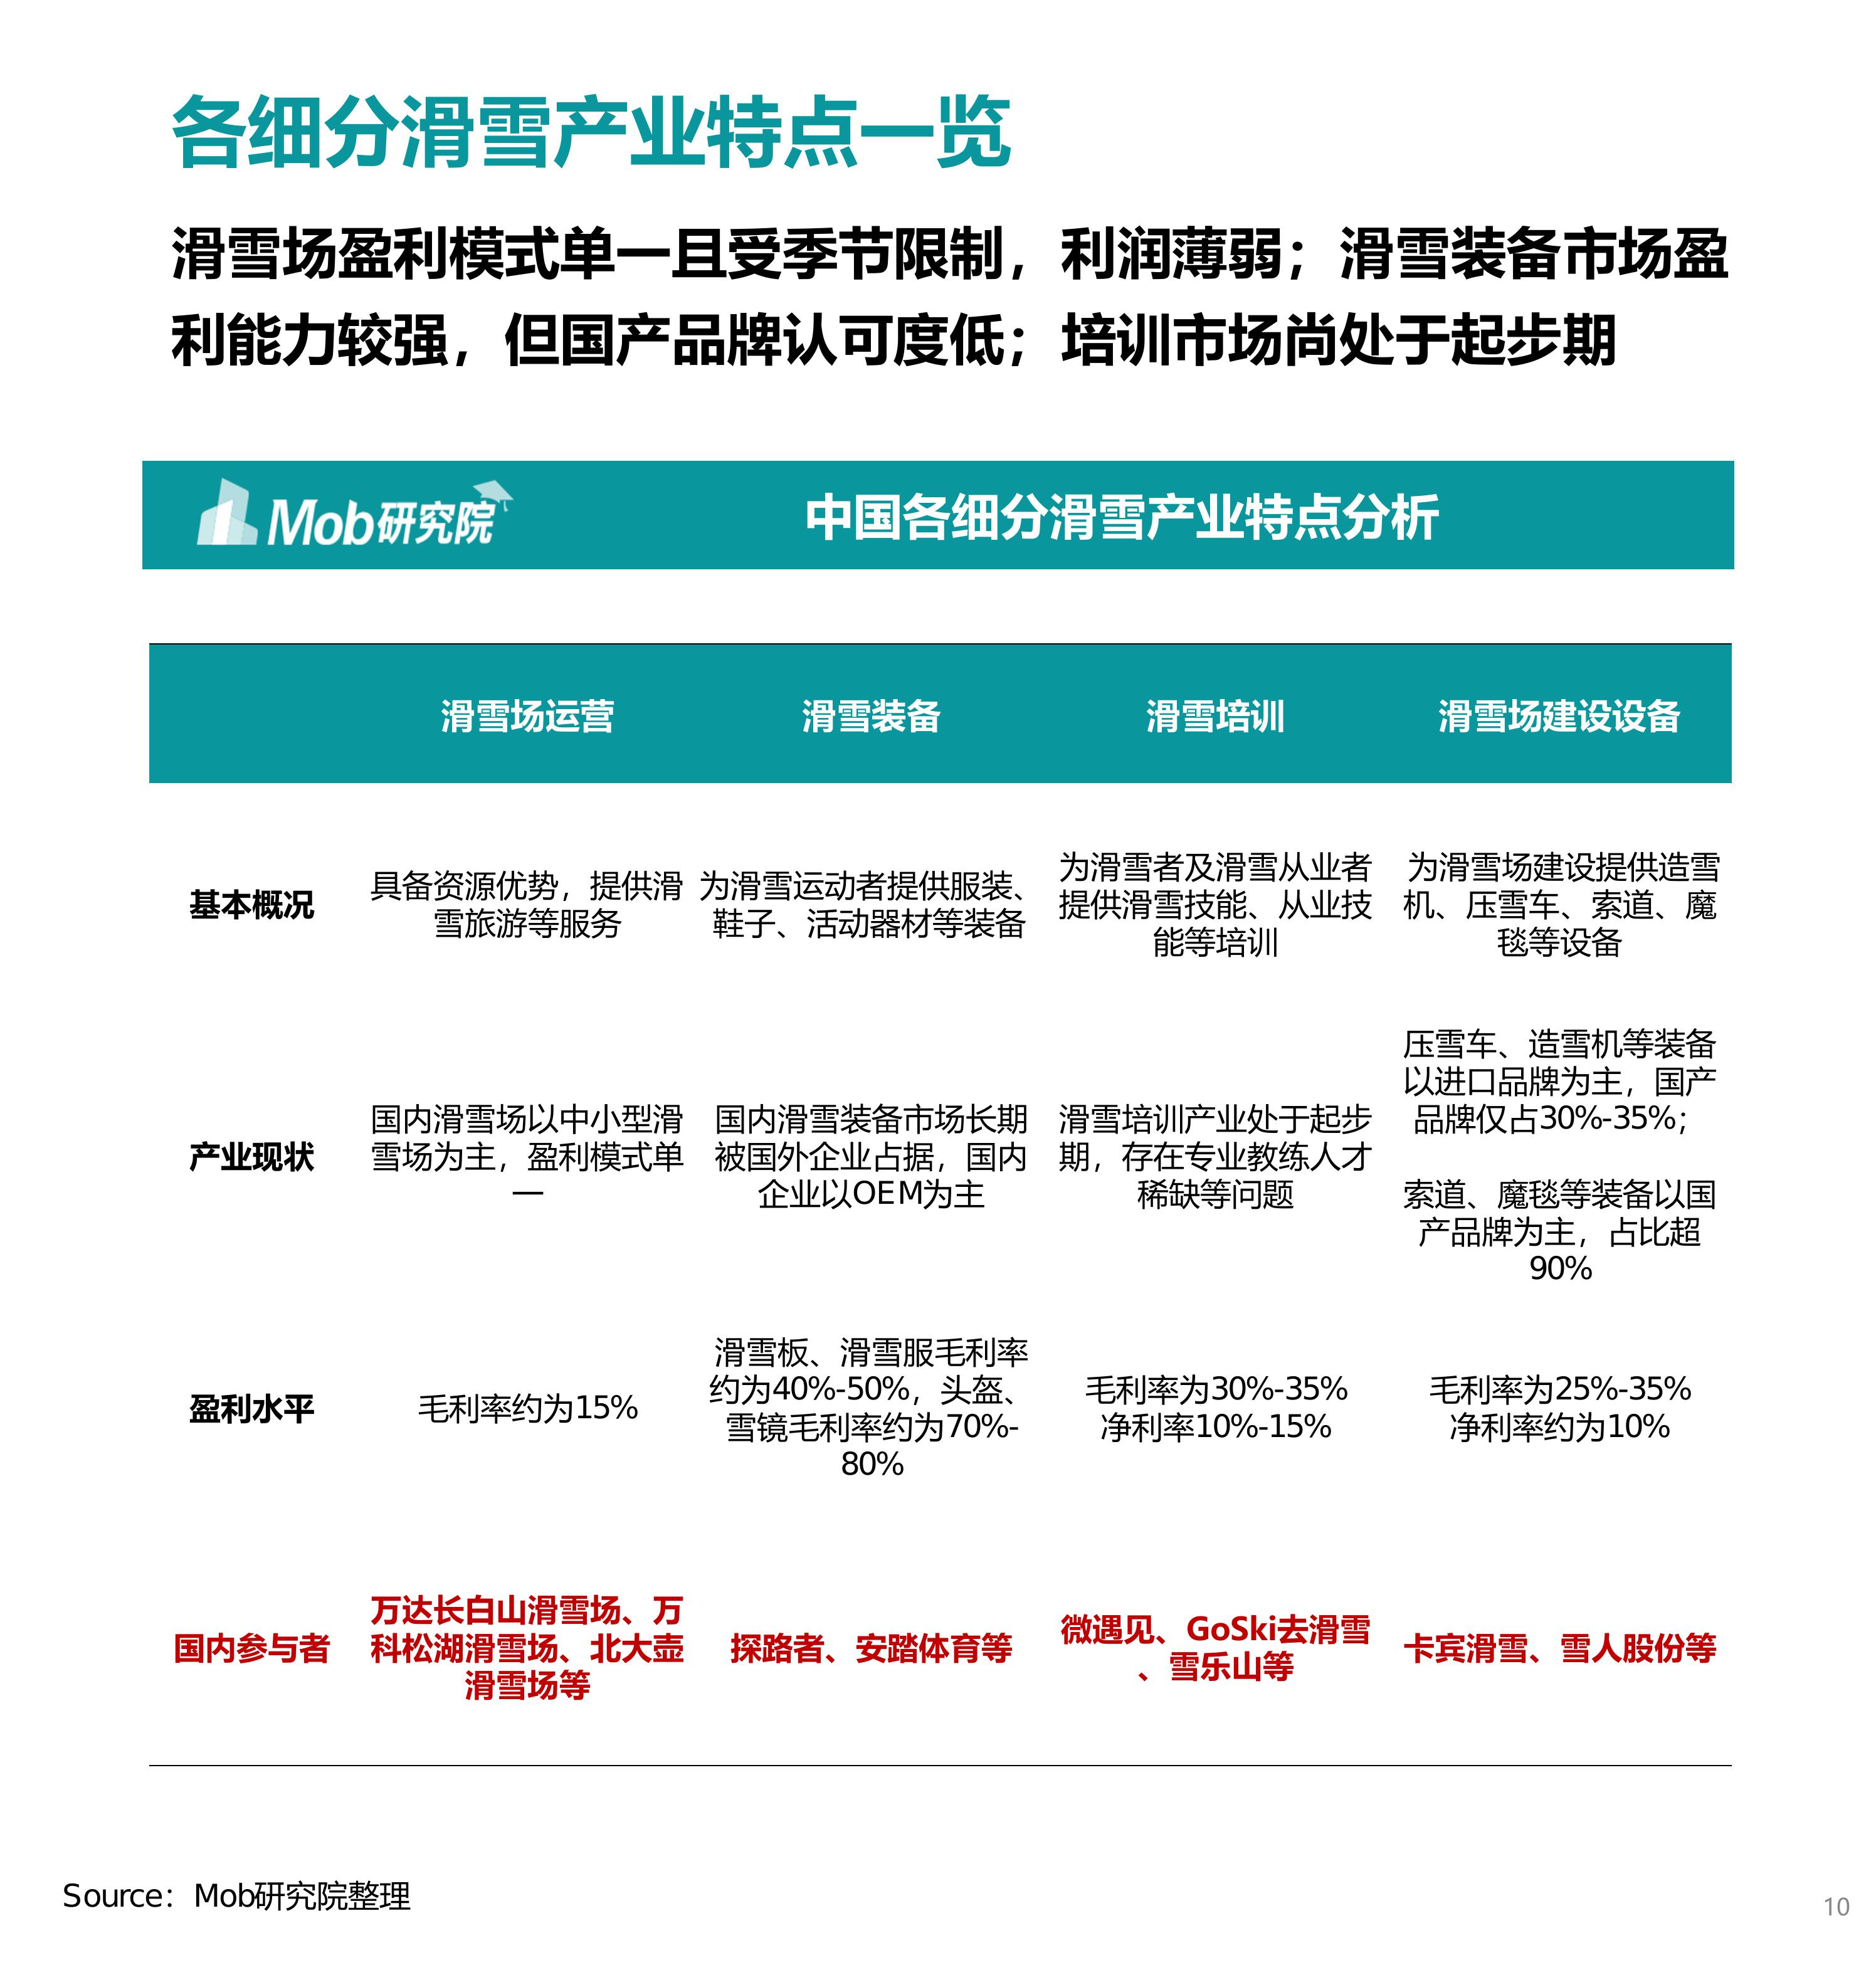 各细分滑雪产业特点一览
滑雪场盈利模式单一且受季节限制，利润薄弱；滑雪装备市场盈
利能力较强，但国产品牌认可度低；培训市场尚处于起步期
Mob研究院
中国各细分滑雪产业特点分析
滑雪场运营
滑雪装备
滑雪培训
滑雪场建设设备
基本概况
具备资源优势，提供滑
雪旅游等服务
为滑雪运动者提供服装、
鞋子、活动器材等装备
为滑雪者及滑雪从业者
提供滑雪技能、从业技
能等培训
为滑雪场建设提供造雪
机、压雪车、索道、魔
毯等设备
产业现状
国内滑雪场以中小型滑
雪场为主，盈利模式单
一
国内滑雪装备市场长期
被国外企业占据，国内
企业以OEM为主
滑雪培训产业处于起步
期，存在专业教练人才
稀缺等问题
压雪车、造雪机等装备
以进口品牌为主，国产
品牌仅占30%-35%；
索道、魔毯等装备以国
产品牌为主，占比超
90%
盈利水平
毛利率约为15%
滑雪板、滑雪服毛利率
约为40%-50%，头盔、
雪镜毛利率约为70%-
80%
毛利率为30%-35%
净利率10%-15%
毛利率为25%-35%
净利率约为10%
国内参与者
万达长白山滑雪场、万
科松湖滑雪场、北大壶
滑雪场等
探路者、安踏体育等
微遇见、GoSki去滑雪
、雪乐山等
卡宾滑雪、雪人股份等
Source：Mob研究院整理
10